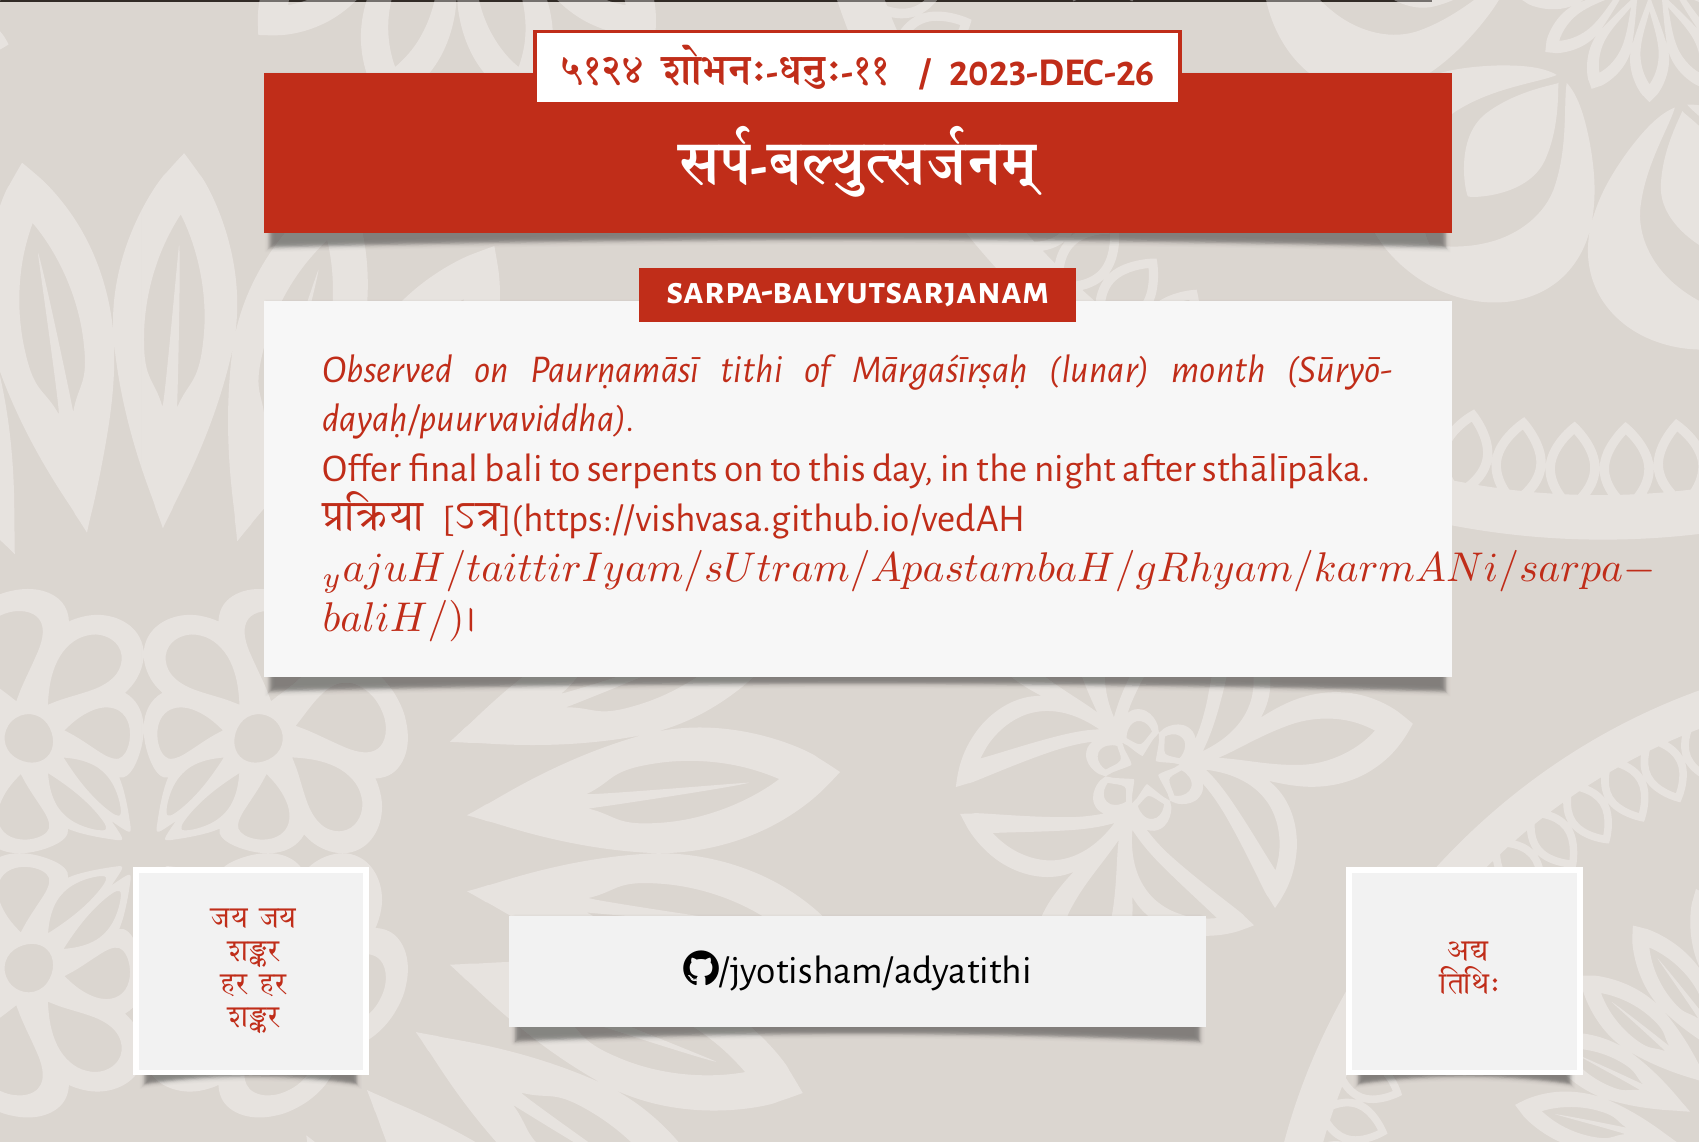 ५१२४ शोभनः-धनुः-११ / 2023-DEC-26
सर्प-बल्युत्सर्जनम्
SARPA-BALYUTSARJANAM
Observed on Paurṇamāsī tithi of Mārgaśīrṣaḥ (lunar) month (Sūryō-
dayaḥ/puurvaviddha).
Offer final bali to serpents on to this day, in the night after sthālīpāka.
प्रक्रिया [ऽत्र](https://vishvasa.github.io/vedAH
yajuH/taittirIyam/sUtram/ApastambaH/gRhyam/karmANi/sarpa−
baliH/)।
जय जय
शङ्कर
हर हर
शङ्कर
/jyotisham/adyatithi
अद्य
तिथिः